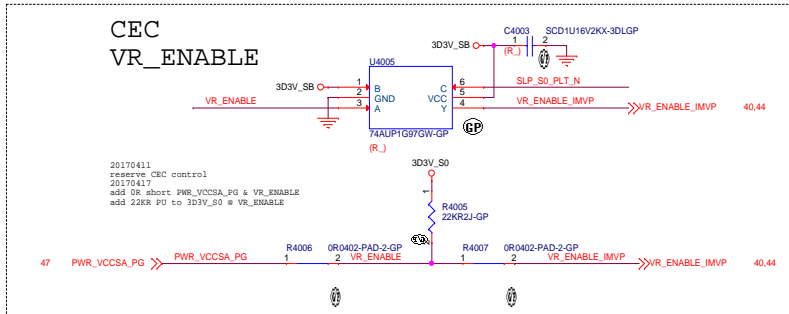 CEC
VR_ENABLE
C4003 SCD1U16V2KX-3DLGP
3D3V_SB 1 2
(R_)
U4005
3D3V_SB 1 B C 6 SLP_S0_PLT_N
2 GND VCC 5
VR_ENABLE 3 A Y 4 VR_ENABLE_IMVP VR_ENABLE_IMVP 40,44
74AUP1G97GW-GP GP
(R_)
20170411
reserve CEC control
20170417
add 0R short PWR_VCCSA_PG & VR_ENABLE
add 22KR PU to 3D3V_S0 @ VR_ENABLE
3D3V_S0
1
R4005
22KR2J-GP
2
R4006 0R0402-PAD-2-GP R4007 0R0402-PAD-2-GP
47 PWR_VCCSA_PG PWR_VCCSA_PG 1 2 VR_ENABLE 1 2 VR_ENABLE_IMVP VR_ENABLE_IMVP 40,44